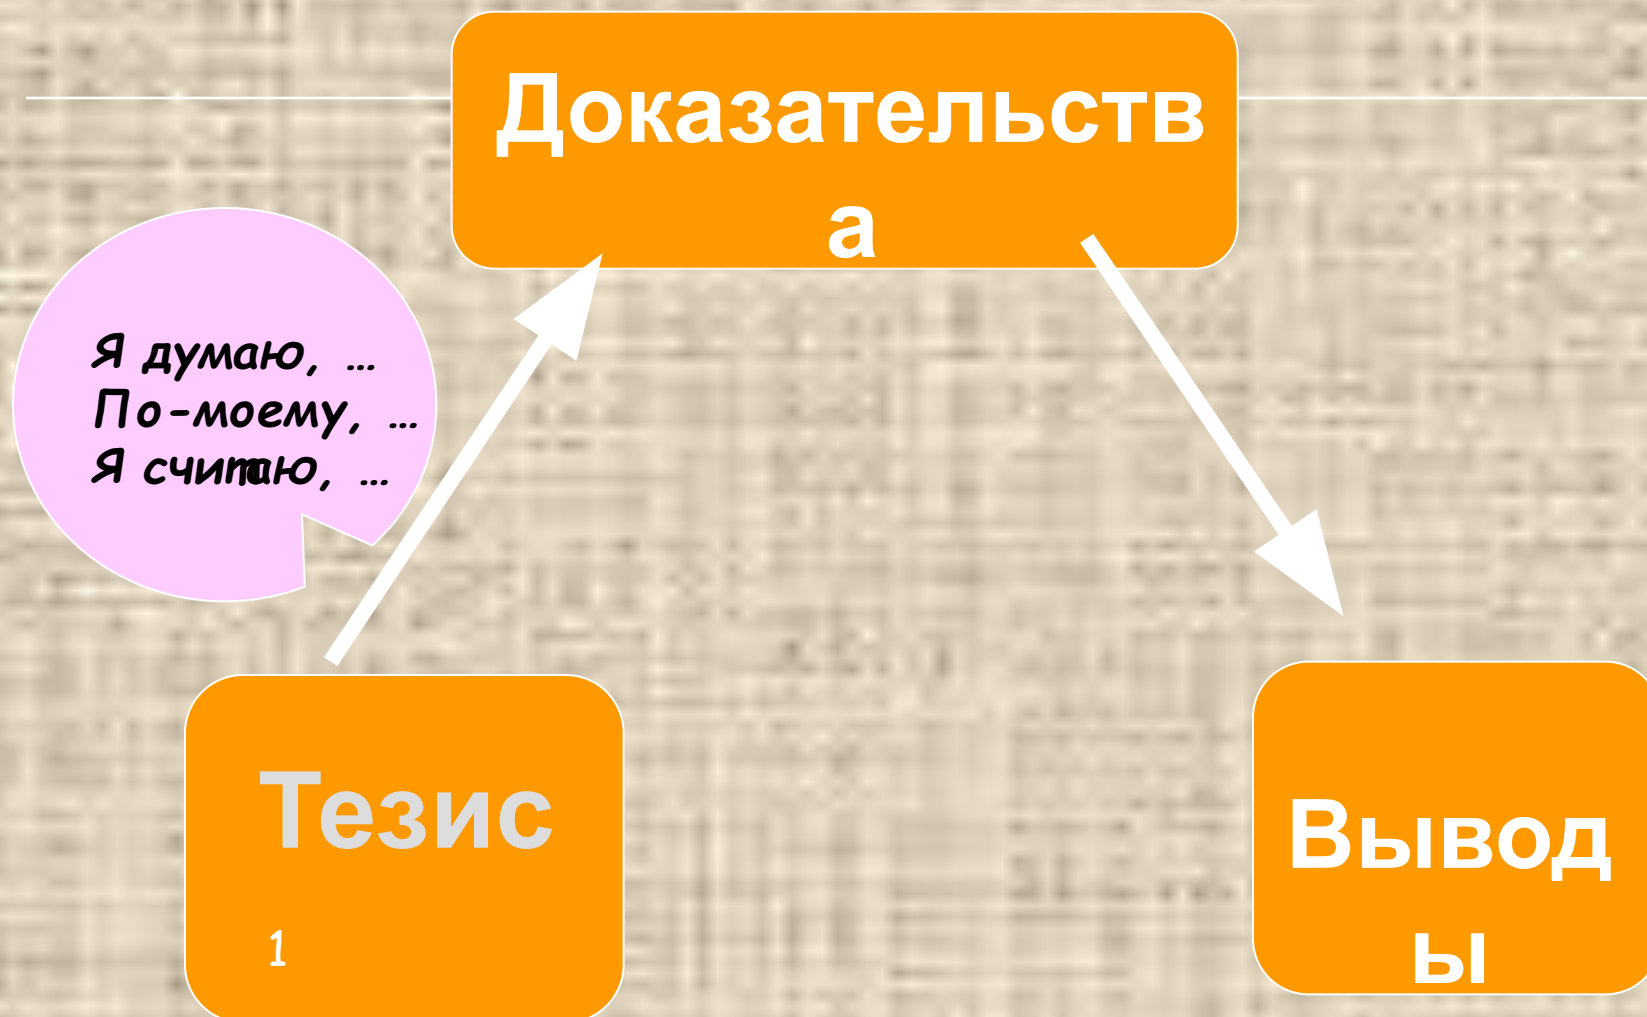 Доказательств
а
Я думаю, …
По-моему, …
Я считаю, …
Тезис
1
Вывод
ы